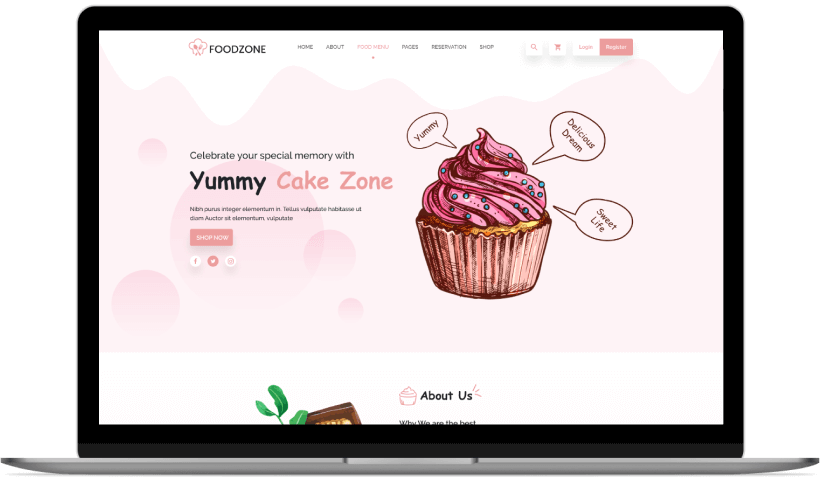 FOODZONE
HOME ABOUT FOOD MENU PAGES RESERVATION SHOP
Login Register
Yummy
Delicious
Dream
Sweet
Life
Celebrate your special memory with
Yummy Cake Zone
Nibh purus integer elementum in. Tellus vulputate habitasse ut
diam Auctor sit elementum, vulputate
SHOP NOW
About Us
Why We are the best